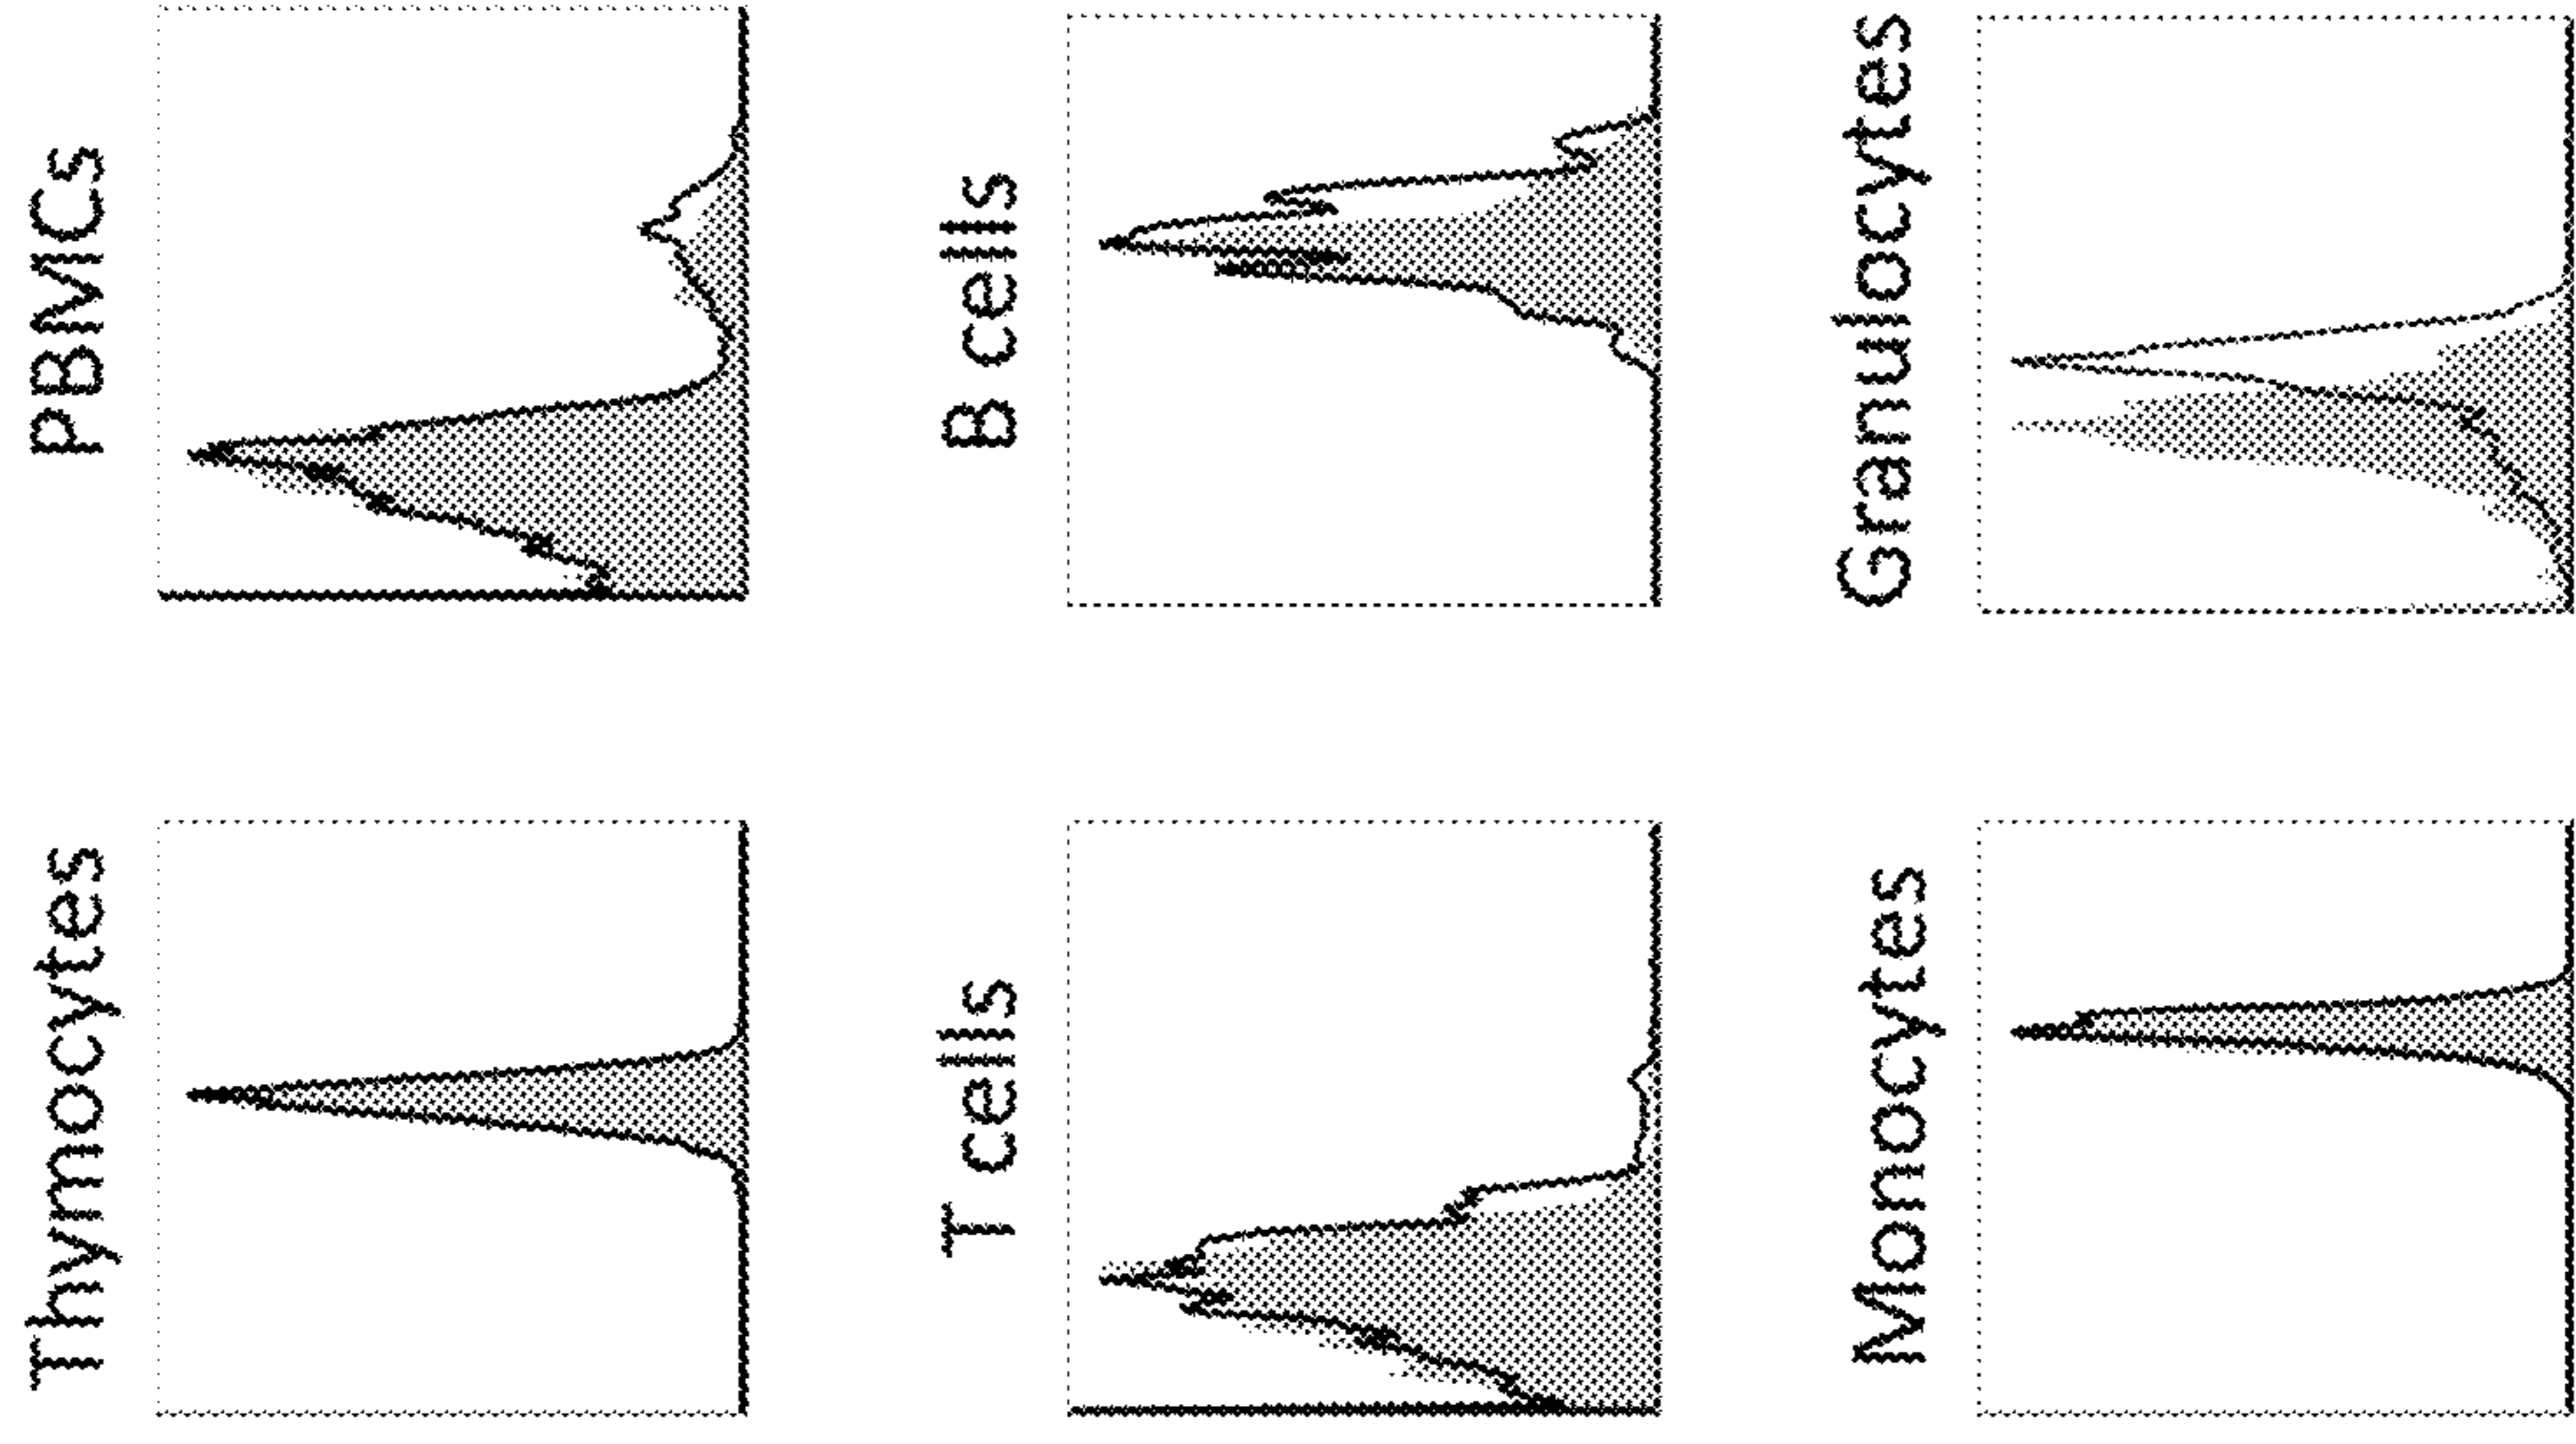 Thymocytes
PBMCs
T cells
B cells
Monocytes
Granulocytes